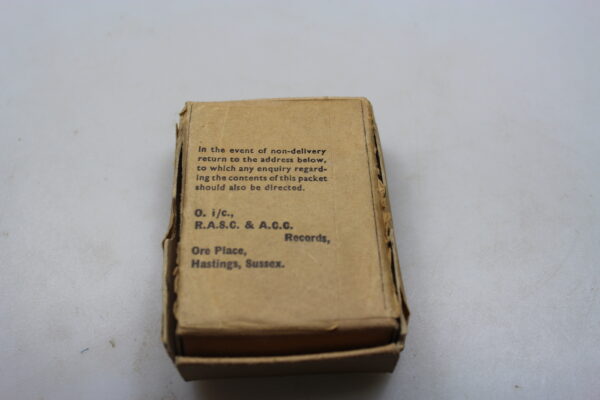 In the event of non-delivery
return to the address below,
to which any enquiry regard-
ing the contents of this packet
should also be directed.
O. i/c.,
R.A.S.C. & A.C.C.
Records,
Ore Place,
Hastings, Sussex.